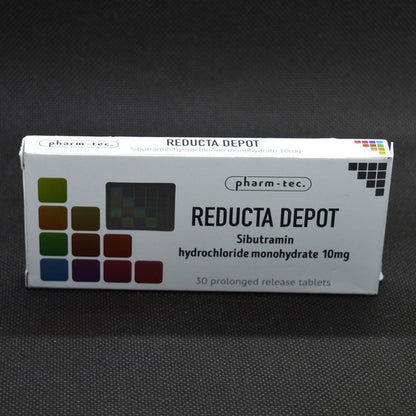 pharm-tec.
REDUCTA DEPOT
Sibutramin hydrochloride monohydrate 10mg
pharm-tec.
REDUCTA DEPOT
Sibutramin
hydrochloride monohydrate 10mg
30 prolonged release tablets